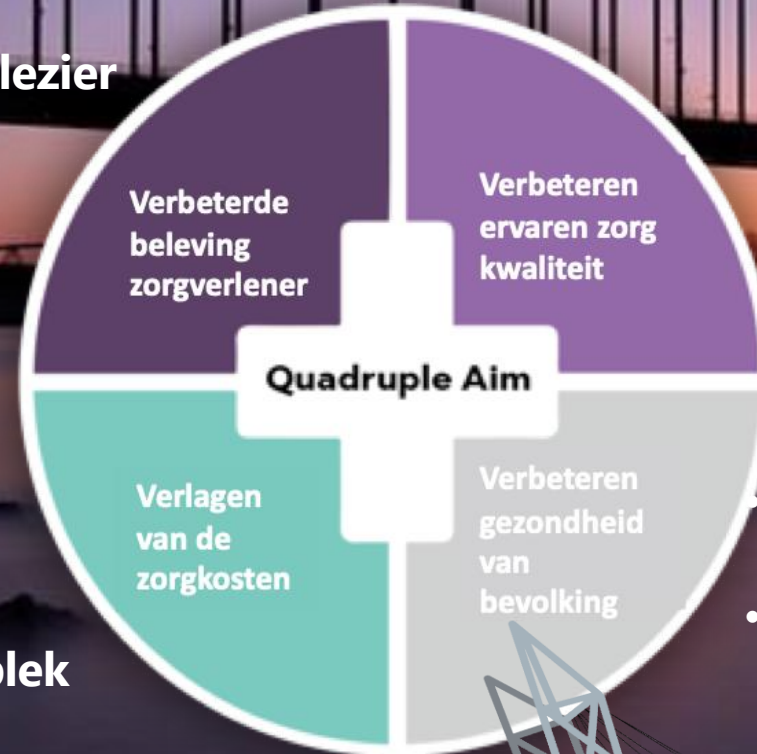 lezier
Verbeterde
beleving
zorgverlener
Verbeteren
ervaren zorg
kwaliteit
Quadruple Aim
Verlagen
van de
zorgkosten
Verbeteren
gezondheid
van
bevolking
plek